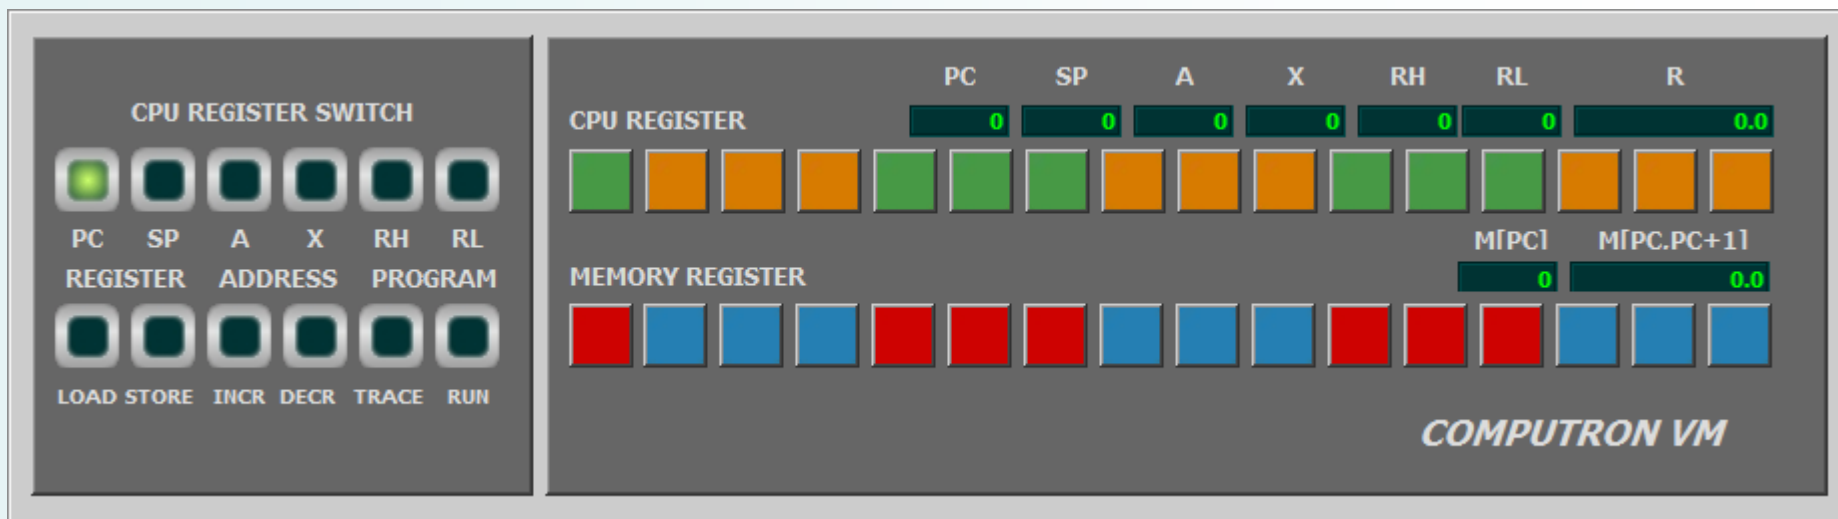 CPU REGISTER SWITCH
PC SP A X RH RL
REGISTER ADDRESS PROGRAM
LOAD STORE INCR DECR TRACE RUN
PC SP A X RH RL R
CPU REGISTER 0 0 0 0 0 0 0.0
M[PC] M[PC.PC+1]
MEMORY REGISTER 0 0.0
COMPUTRON VM